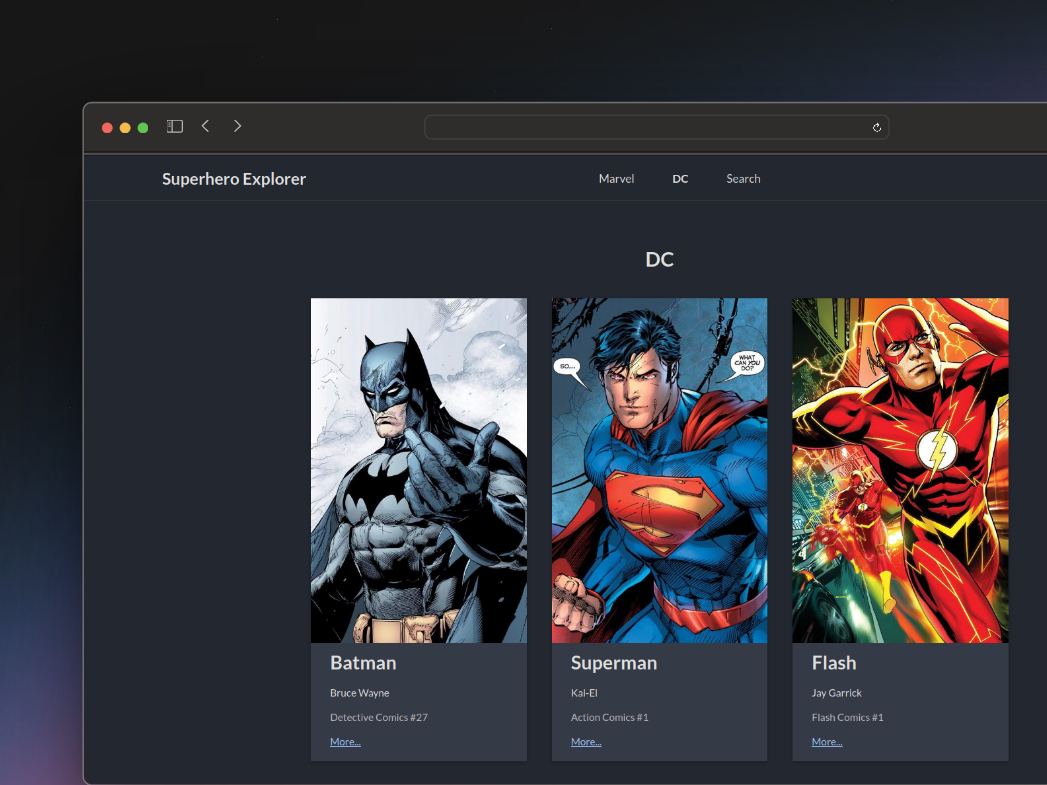 Superhero Explorer
Marvel DC Search
DC
SO...
WHAT
CAN YOU
DO?
Batman
Bruce Wayne
Detective Comics #27
More...
Superman
Kal-El
Action Comics #1
More...
Flash
Jay Garrick
Flash Comics #1
More...